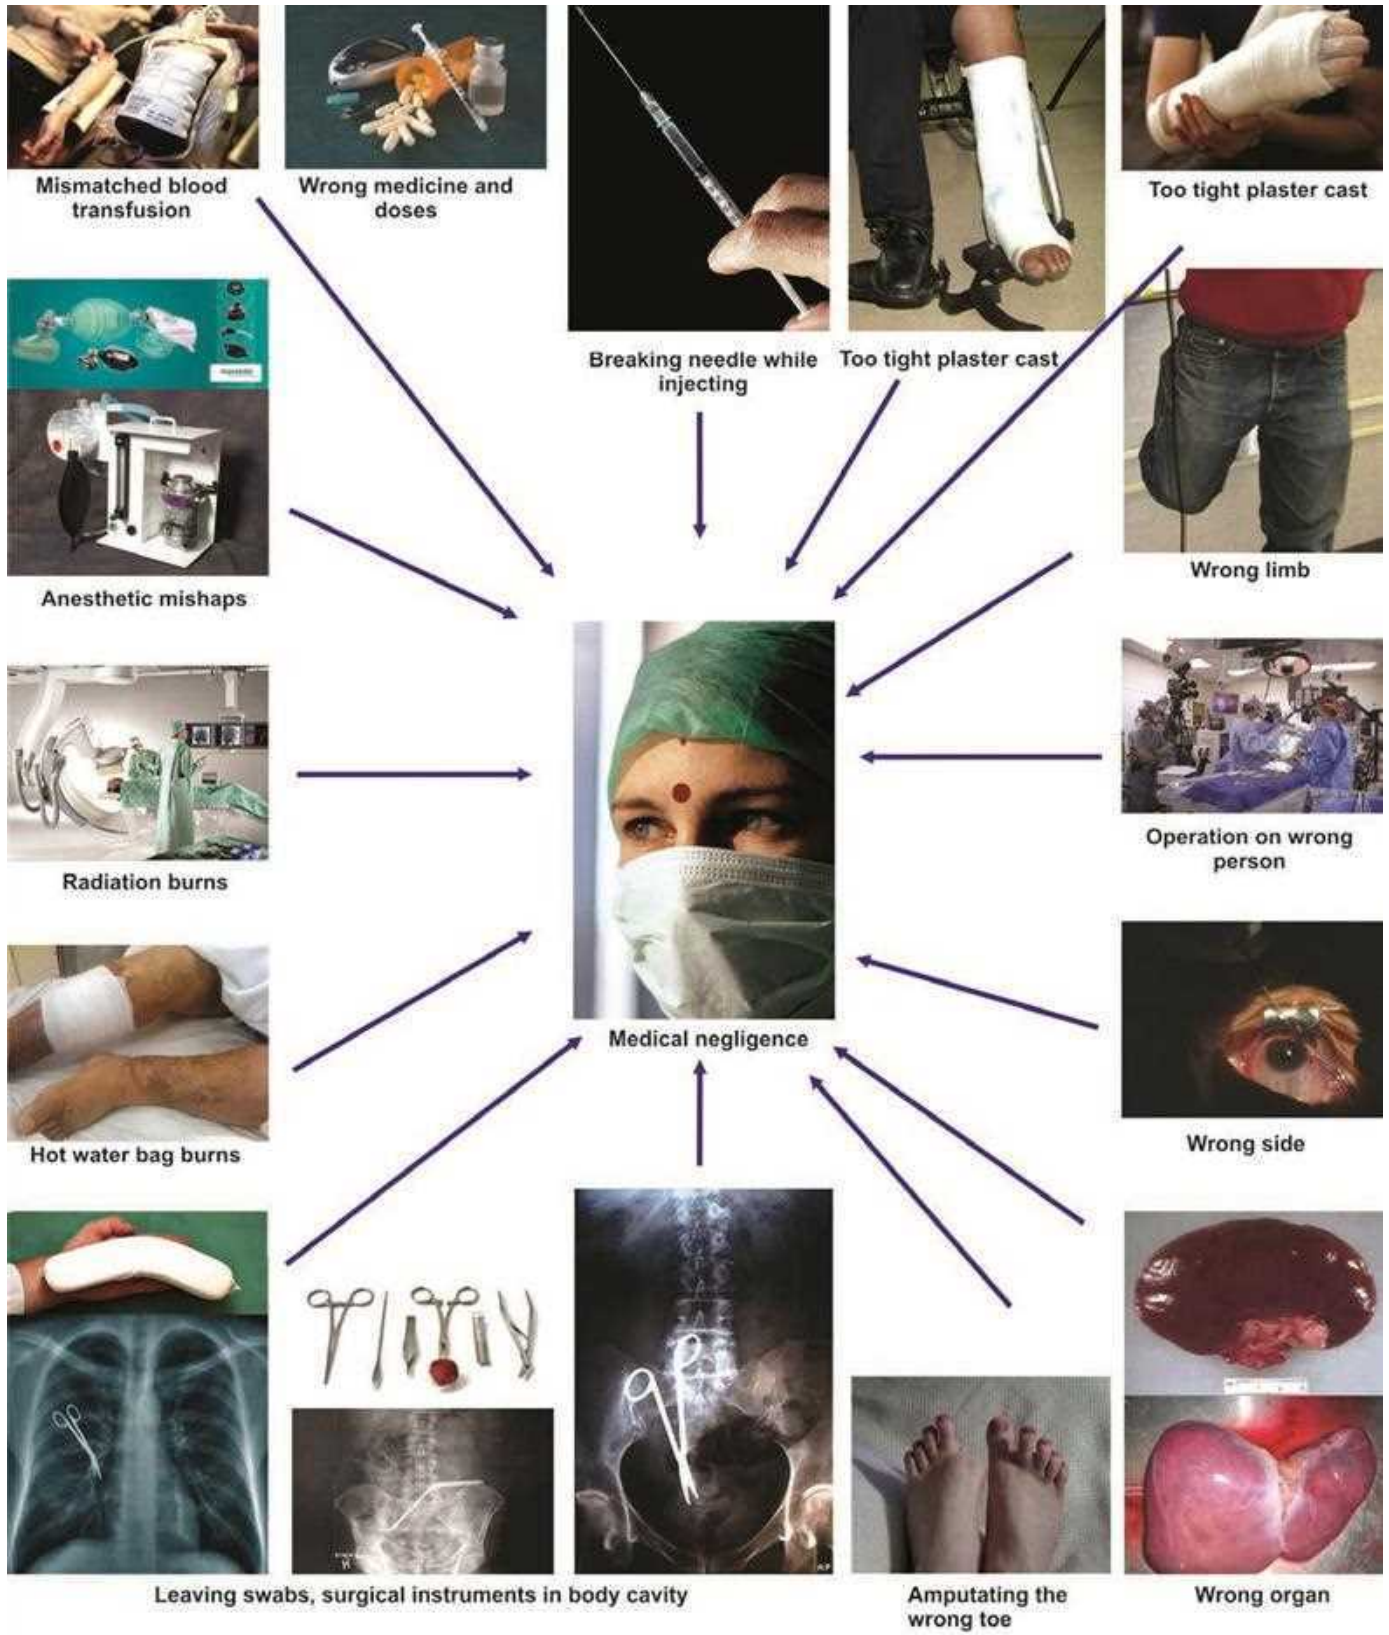 Mismatched blood
transfusion
Wrong medicine and
doses
Too tight plaster cast
Breaking needle while
injecting
Too tight plaster cast
Wrong limb
Anesthetic mishaps
Operation on wrong
person
Radiation burns
Medical negligence
Wrong side
Hot water bag burns
Leaving swabs, surgical instruments in body cavity
Amputating the
wrong toe
Wrong organ